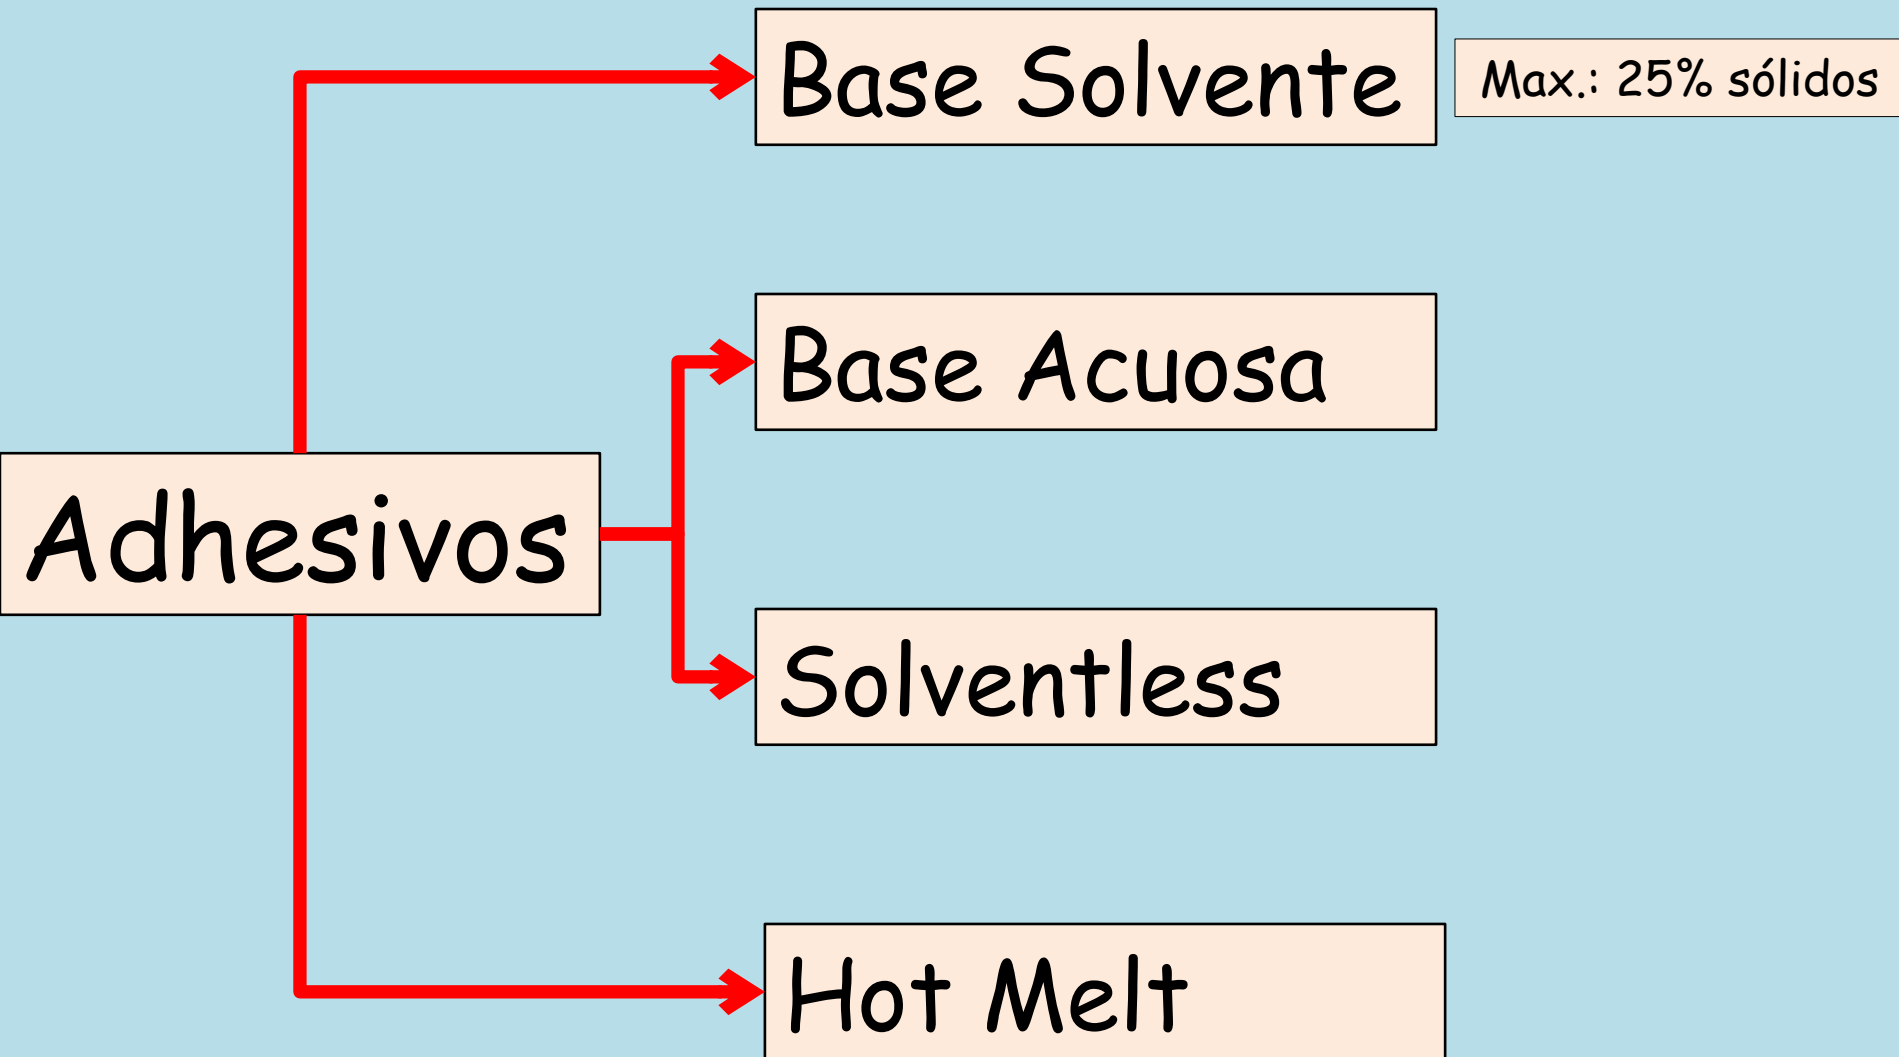 Base Solvente
Max.: 25% sólidos
Base Acuosa
Adhesivos
Solventless
Hot Melt